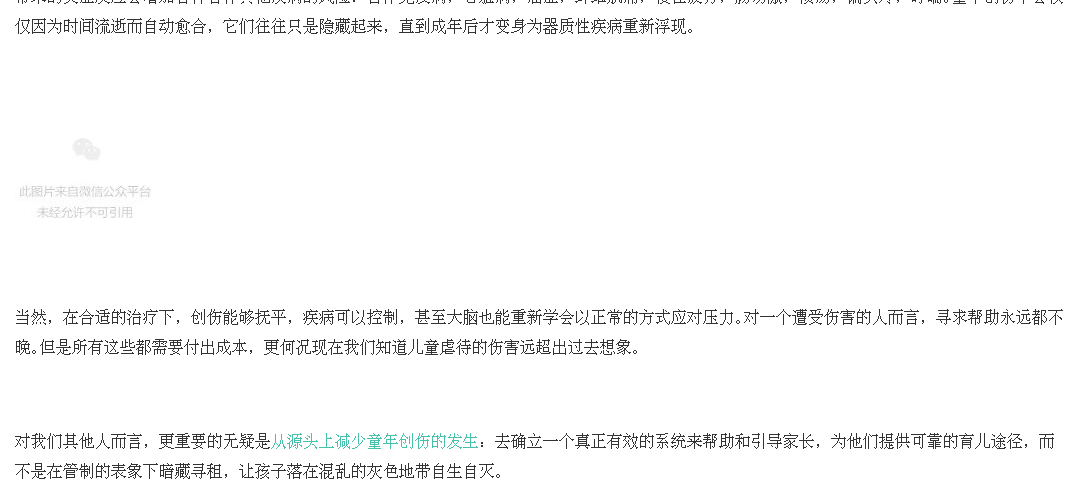 仅因为时间流逝而自动愈合，它们往往只是隐藏起来，直到成年后才变身为器质性疾病重新浮现。
此图片来自微信公众平台
未经允许不可引用
当然，在合适的治疗下，创伤能够抚平，疾病可以控制，甚至大脑也能重新学会以正常的方式应对压力。对一个遭受伤害的人而言，寻求帮助永远都不
晚。但是所有这些都需要付出成本，更何况现在我们知道儿童虐待的伤害远超出过去想象。
对我们其他人而言，更重要的无疑是从源头上减少童年创伤的发生：去确立一个真正有效的系统来帮助和引导家长，为他们提供可靠的育儿途径，而
不是在管制的表象下暗藏寻租，让孩子落在混乱的灰色地带自生自灭。